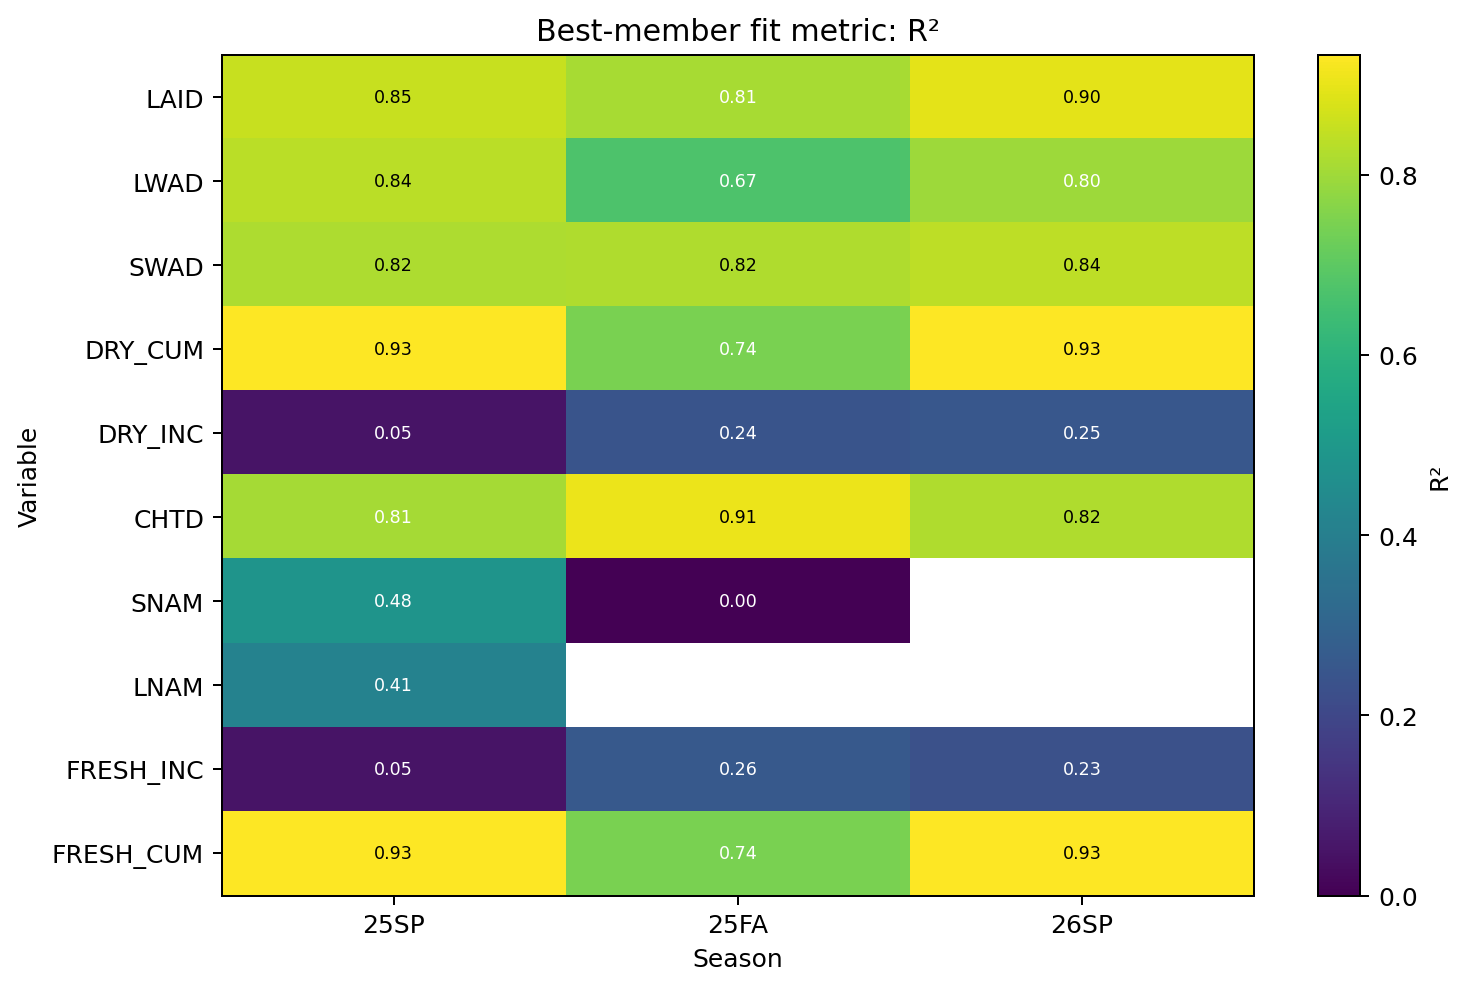 Best-member fit metric: R²
LAID 0.85 0.81 0.90
LWAD 0.84 0.67 0.80
SWAD 0.82 0.82 0.84
DRY_CUM 0.93 0.74 0.93
DRY_INC 0.05 0.24 0.25
CHTD 0.81 0.91 0.82
SNAM 0.48 0.00
LNAM 0.41
FRESH_INC 0.05 0.26 0.23
FRESH_CUM 0.93 0.74 0.93
25SP 25FA 26SP
Season
Variable
0.8
0.6
0.4
0.2
0.0
R²